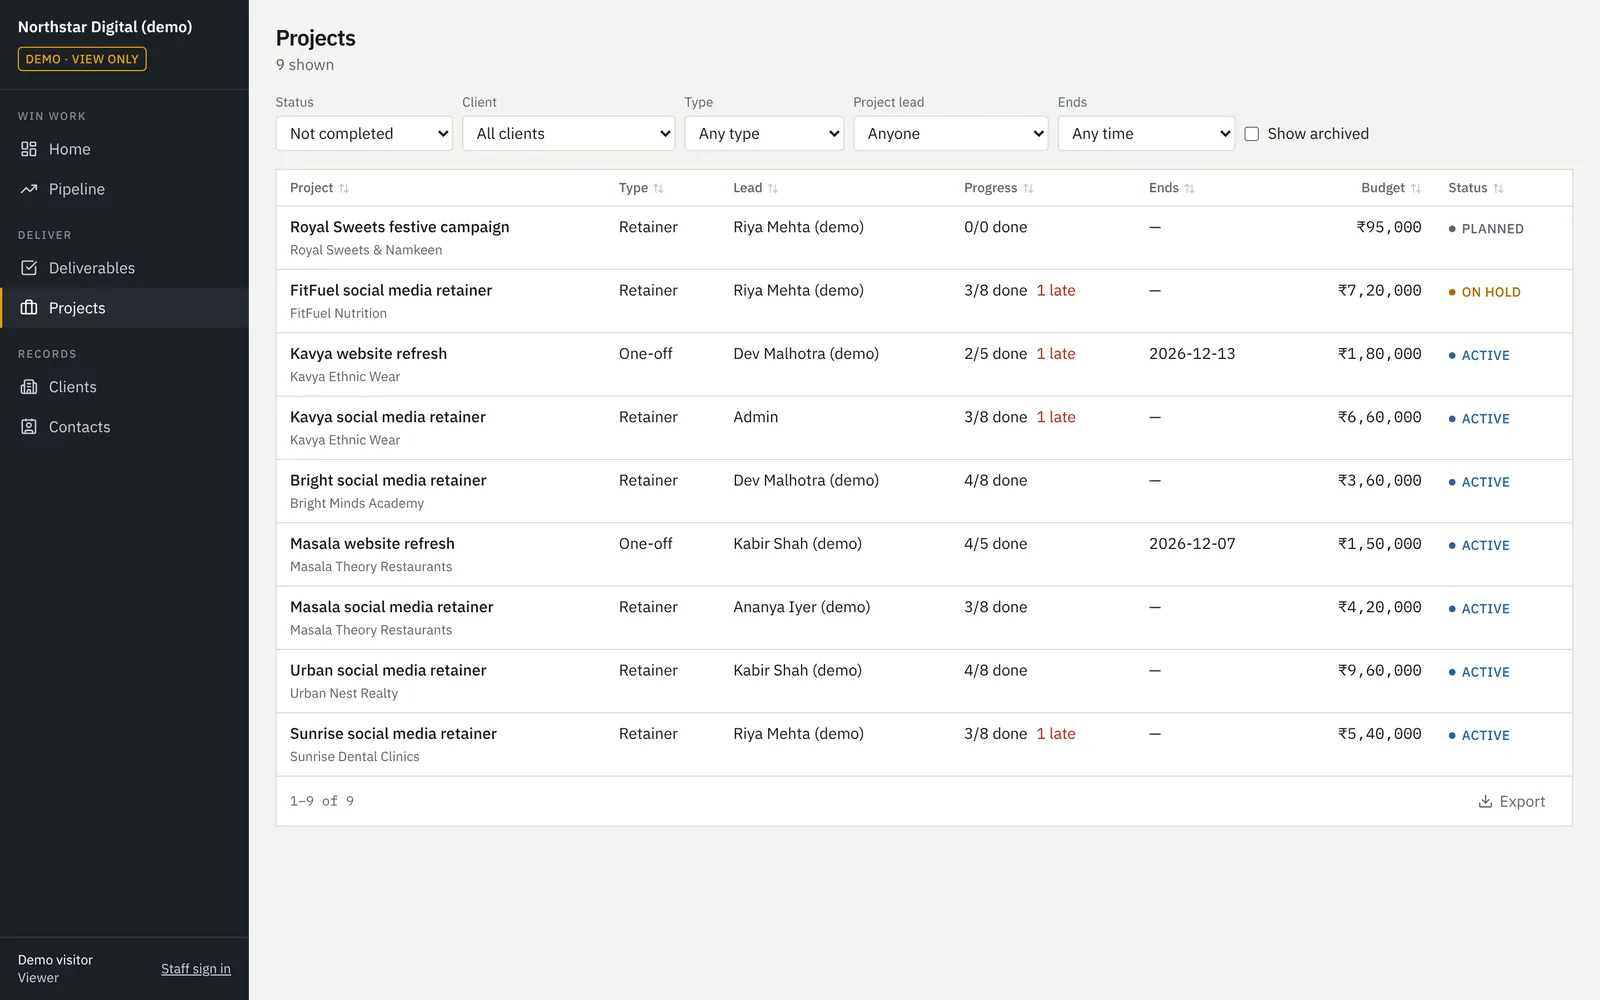 Northstar Digital (demo)
DEMO · VIEW ONLY
WIN WORK
Home
Pipeline
DELIVER
Deliverables
Projects
RECORDS
Clients
Contacts
Demo visitor
Viewer
Staff sign in
Projects
9 shown
Status Client Type Project lead Ends
Not completed All clients Any type Anyone Any time Show archived
Project Type Lead Progress Ends Budget Status
Royal Sweets festive campaign Retainer Riya Mehta (demo) 0/0 done — ₹95,000 PLANNED
Royal Sweets & Namkeen
FitFuel social media retainer Retainer Riya Mehta (demo) 3/8 done 1 late — ₹7,20,000 ON HOLD
FitFuel Nutrition
Kavya website refresh One-off Dev Malhotra (demo) 2/5 done 1 late 2026-12-13 ₹1,80,000 ACTIVE
Kavya Ethnic Wear
Kavya social media retainer Retainer Admin 3/8 done 1 late — ₹6,60,000 ACTIVE
Kavya Ethnic Wear
Bright social media retainer Retainer Dev Malhotra (demo) 4/8 done — ₹3,60,000 ACTIVE
Bright Minds Academy
Masala website refresh One-off Kabir Shah (demo) 4/5 done 2026-12-07 ₹1,50,000 ACTIVE
Masala Theory Restaurants
Masala social media retainer Retainer Ananya Iyer (demo) 3/8 done — ₹4,20,000 ACTIVE
Masala Theory Restaurants
Urban social media retainer Retainer Kabir Shah (demo) 4/8 done — ₹9,60,000 ACTIVE
Urban Nest Realty
Sunrise social media retainer Retainer Riya Mehta (demo) 3/8 done 1 late — ₹5,40,000 ACTIVE
Sunrise Dental Clinics
1–9 of 9 Export